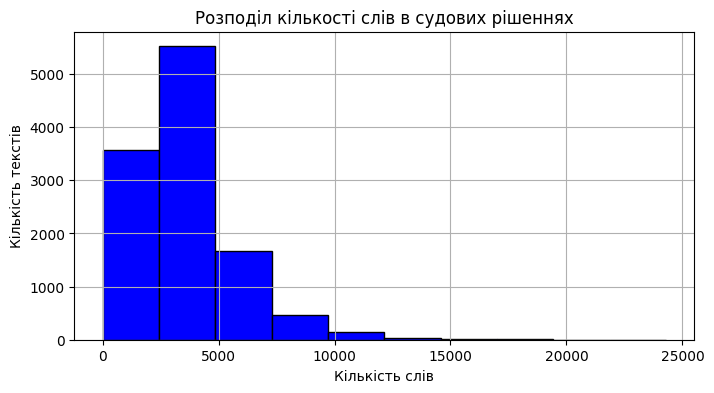 Розподіл кількості слів в судових рішеннях
Кількість текстів
5000
4000
3000
2000
1000
0
0 5000 10000 15000 20000 25000
Кількість слів